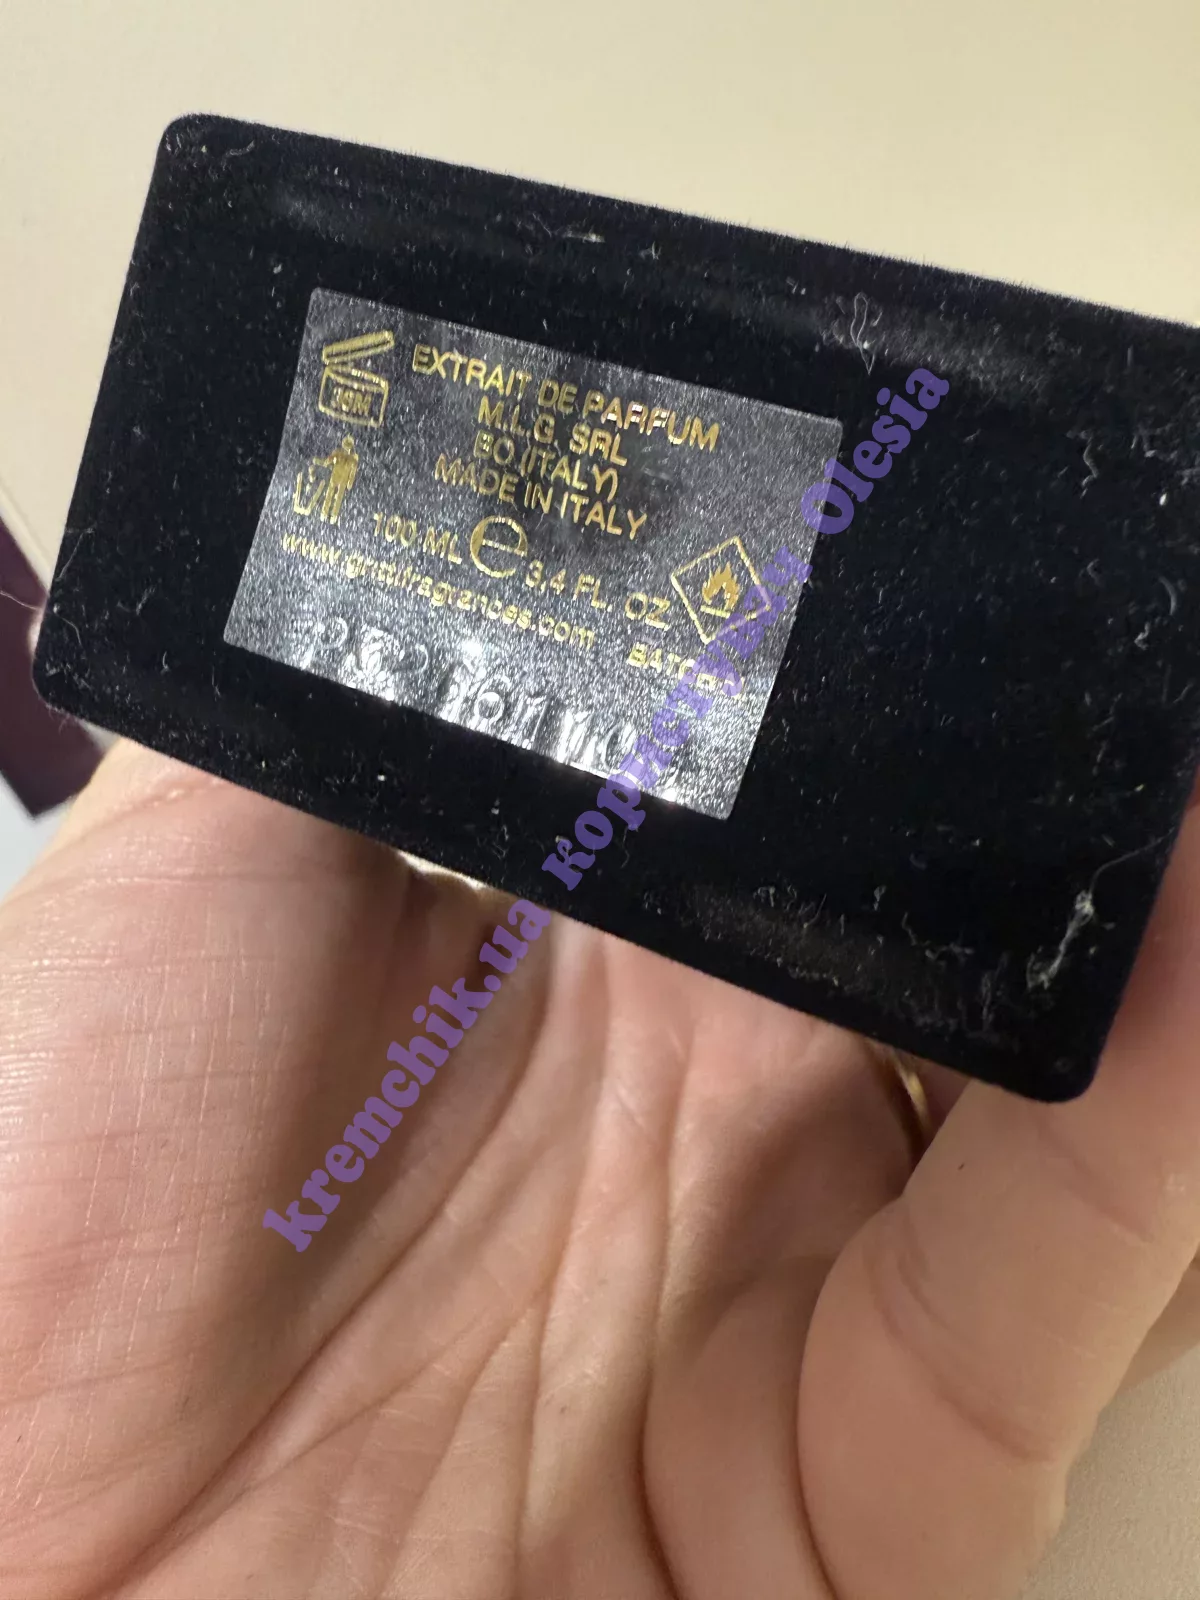 EXTRAIT DE PARFUM
M.L.G. SRL
BO (ITALY)
MADE IN ITALY
100 ML e 3.4 FL. OZ
36M
kremchik.ua користувач Olesia